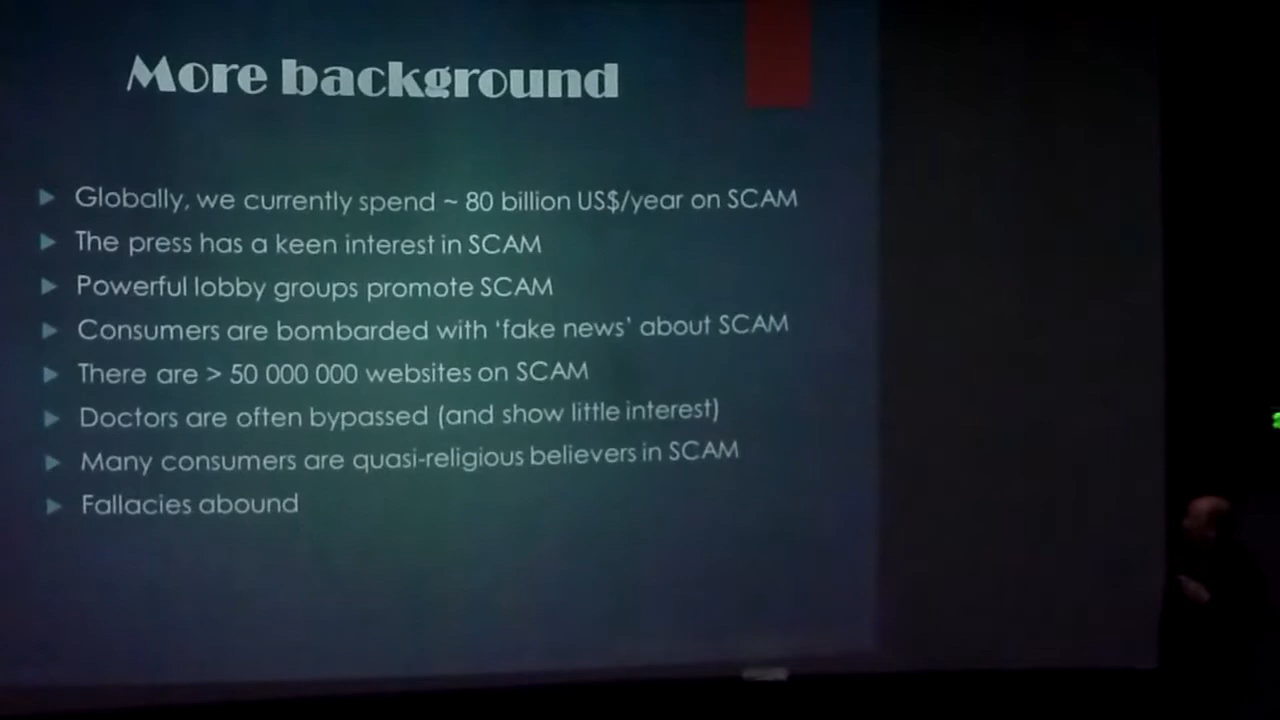 More background
Globally, we currently spend ~ 80 billion US$/year on SCAM
The press has a keen interest in SCAM
Powerful lobby groups promote SCAM
Consumers are bombarded with ‘fake news’ about SCAM
There are > 50 000 000 websites on SCAM
Doctors are often bypassed (and show little interest)
Many consumers are quasi-religious believers in SCAM
Fallacies abound